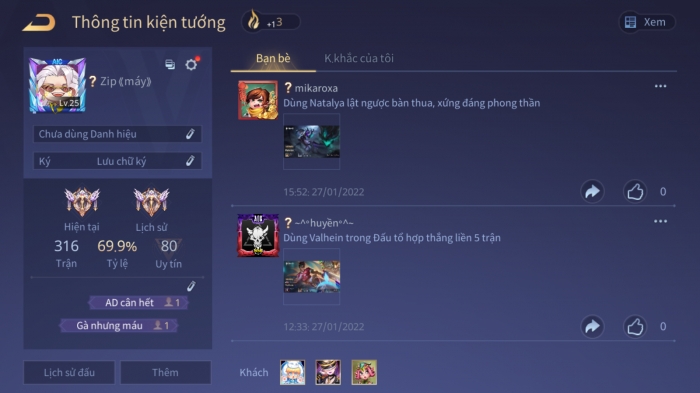 Thông tin kiện tướng
+13
Xem
AIC
Lv.25
? Zip《máy》
Chưa dùng Danh hiệu
Ký Lưu chữ ký
Hiện tại Lịch sử
316 69,9% 80
Trận Tỷ lệ Uy tín
AD cân hết 1
Gà nhưng máu 1
Lịch sử đấu Thêm
Bạn bè K.khắc của tôi
? mikaroxa
Dùng Natalya lật ngược bàn thua, xứng đáng phong thần
15:52: 27/01/2022 0
? –^°huyền°^–
Dùng Valhein trong Đấu tổ hợp thắng liền 5 trận
12:33: 27/01/2022 0
Khách